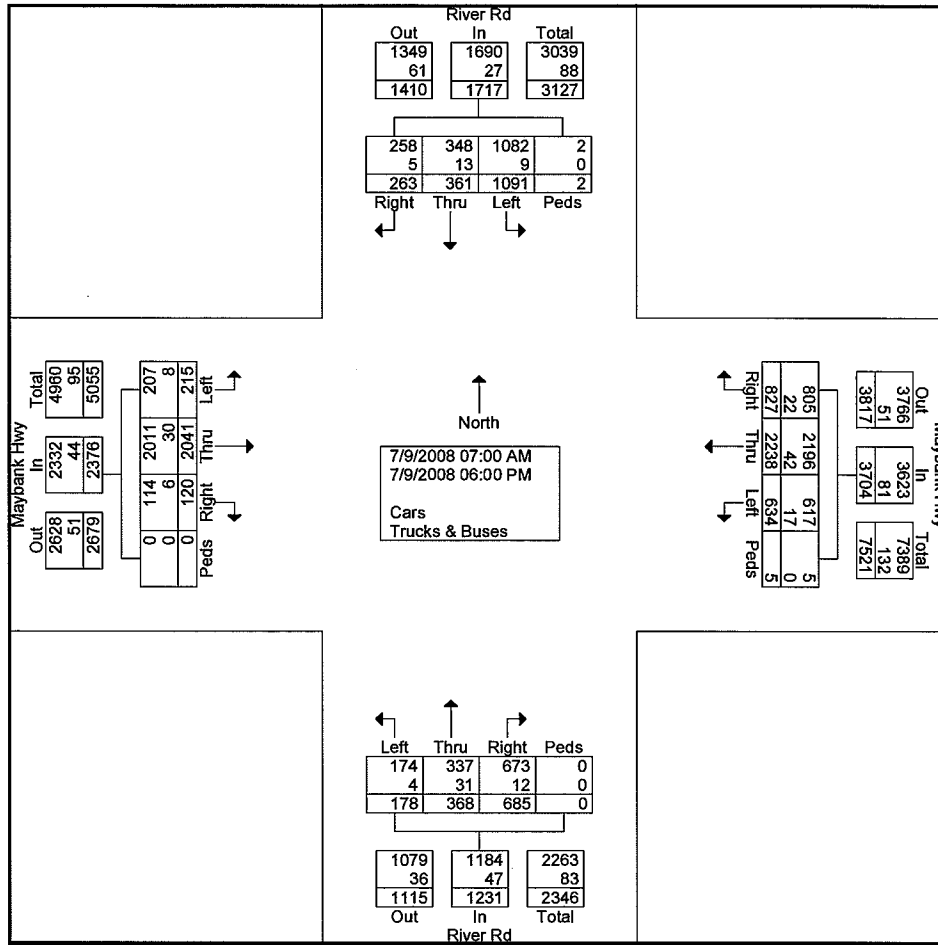 River Rd
Out In Total
1349 1690 3039
61 27 88
1410 1717 3127
258 348 1082 2
5 13 9 0
263 361 1091 2
Right Thru Left Peds
Maybank Hwy
Total In Out
4960 2332 2628
95 44 51
5055 2376 2679
207 2011 114 0
8 30 6 0
215 2041 120 0
Left Thru Right Peds
North
7/9/2008 07:00 AM
7/9/2008 06:00 PM
Cars
Trucks & Buses
Right Thru Left Peds
805 2196 617 5
22 42 17 0
827 2238 634 5
Out In Total
3766 3623 7389
51 81 132
3817 3704 7521
Maybank Hwy
Left Thru Right Peds
174 337 673 0
4 31 12 0
178 368 685 0
1079 1184 2263
36 47 83
1115 1231 2346
Out In Total
River Rd